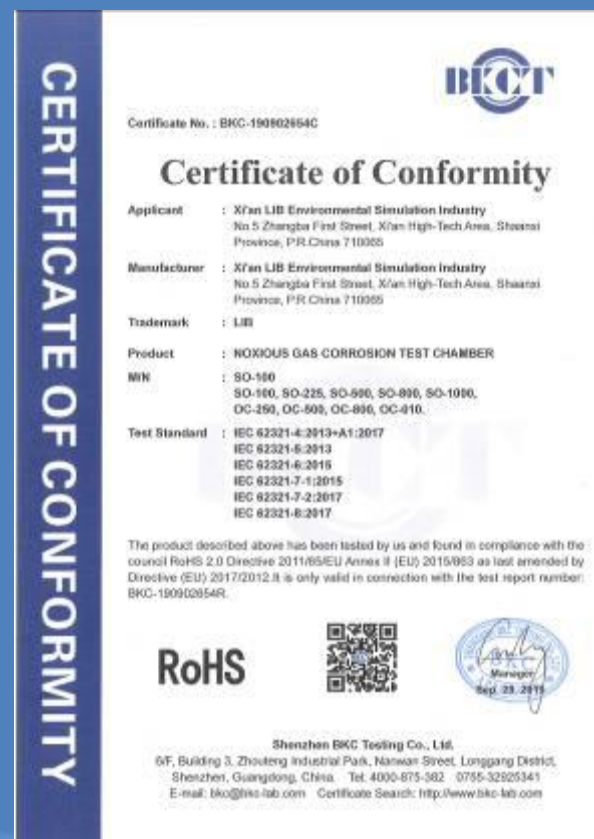 CERTIFICATE OF CONFORMITY
BKCT
Certificate No. : BKC-190902654C
Certificate of Conformity
Applicant : Xi'an LIB Environmental Simulation Industry
No.5 Zhangba First Street, Xi'an High-Tech Area, Shaanxi
Province, P.R.China 710065
Manufacturer : Xi'an LIB Environmental Simulation Industry
No.5 Zhangba First Street, Xi'an High-Tech Area, Shaanxi
Province, P.R.China 710065
Trademark : LIB
Product : NOXIOUS GAS CORROSION TEST CHAMBER
M/N : SO-100
SO-100, SO-225, SO-500, SO-800, SO-1000,
OC-250, OC-500, OC-800, OC-010.
Test Standard : IEC 62321-4:2013+A1:2017
IEC 62321-5:2013
IEC 62321-6:2015
IEC 62321-7-1:2015
IEC 62321-7-2:2017
IEC 62321-8:2017
The product described above has been tested by us and found in compliance with the
council RoHS 2.0 Directive 2011/65/EU Annex II (EU) 2015/863 as last amended by
Directive (EU) 2017/2012.It is only valid in connection with the test report number:
BKC-190902654R.
RoHS
BKC
Manager
Sep. 29, 2019
Shenzhen BKC Testing Co., Ltd.
6/F, Building 3, Zhouteng Industrial Park, Nanwan Street, Longgang District,
Shenzhen, Guangdong, China. Tel: 4000-875-382 0755-32925341
E-mail: bkc@bkc-lab.com Certificate Search: http://www.bkc-lab.com